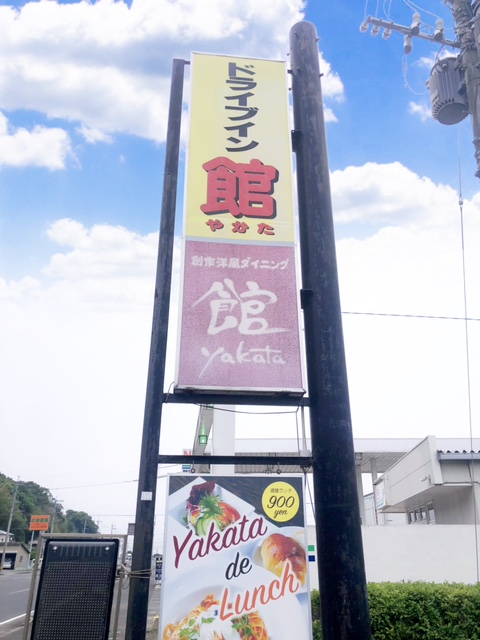 ドライブイン
館
やかた
創作洋風ダイニング
館
yakata
週替ランチ
900
yen
Yakata
de
Lunch